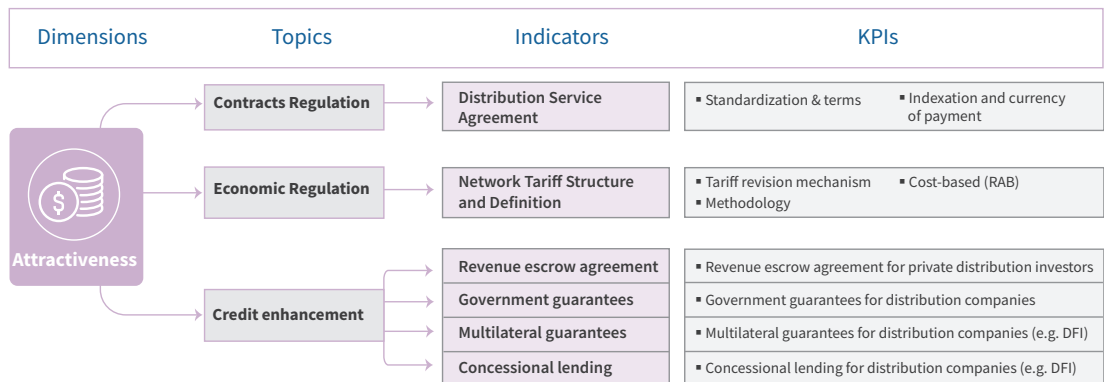 Dimensions
Topics
Indicators
KPIs
Attractiveness
$
Contracts Regulation
Distribution Service
Agreement
▪ Standardization & terms
▪ Indexation and currency
of payment
Economic Regulation
Network Tariff Structure
and Definition
▪ Tariff revision mechanism
▪ Methodology
▪ Cost-based (RAB)
Credit enhancement
Revenue escrow agreement
▪ Revenue escrow agreement for private distribution investors
Government guarantees
▪ Government guarantees for distribution companies
Multilateral guarantees
▪ Multilateral guarantees for distribution companies (e.g. DFI)
Concessional lending
▪ Concessional lending for distribution companies (e.g. DFI)